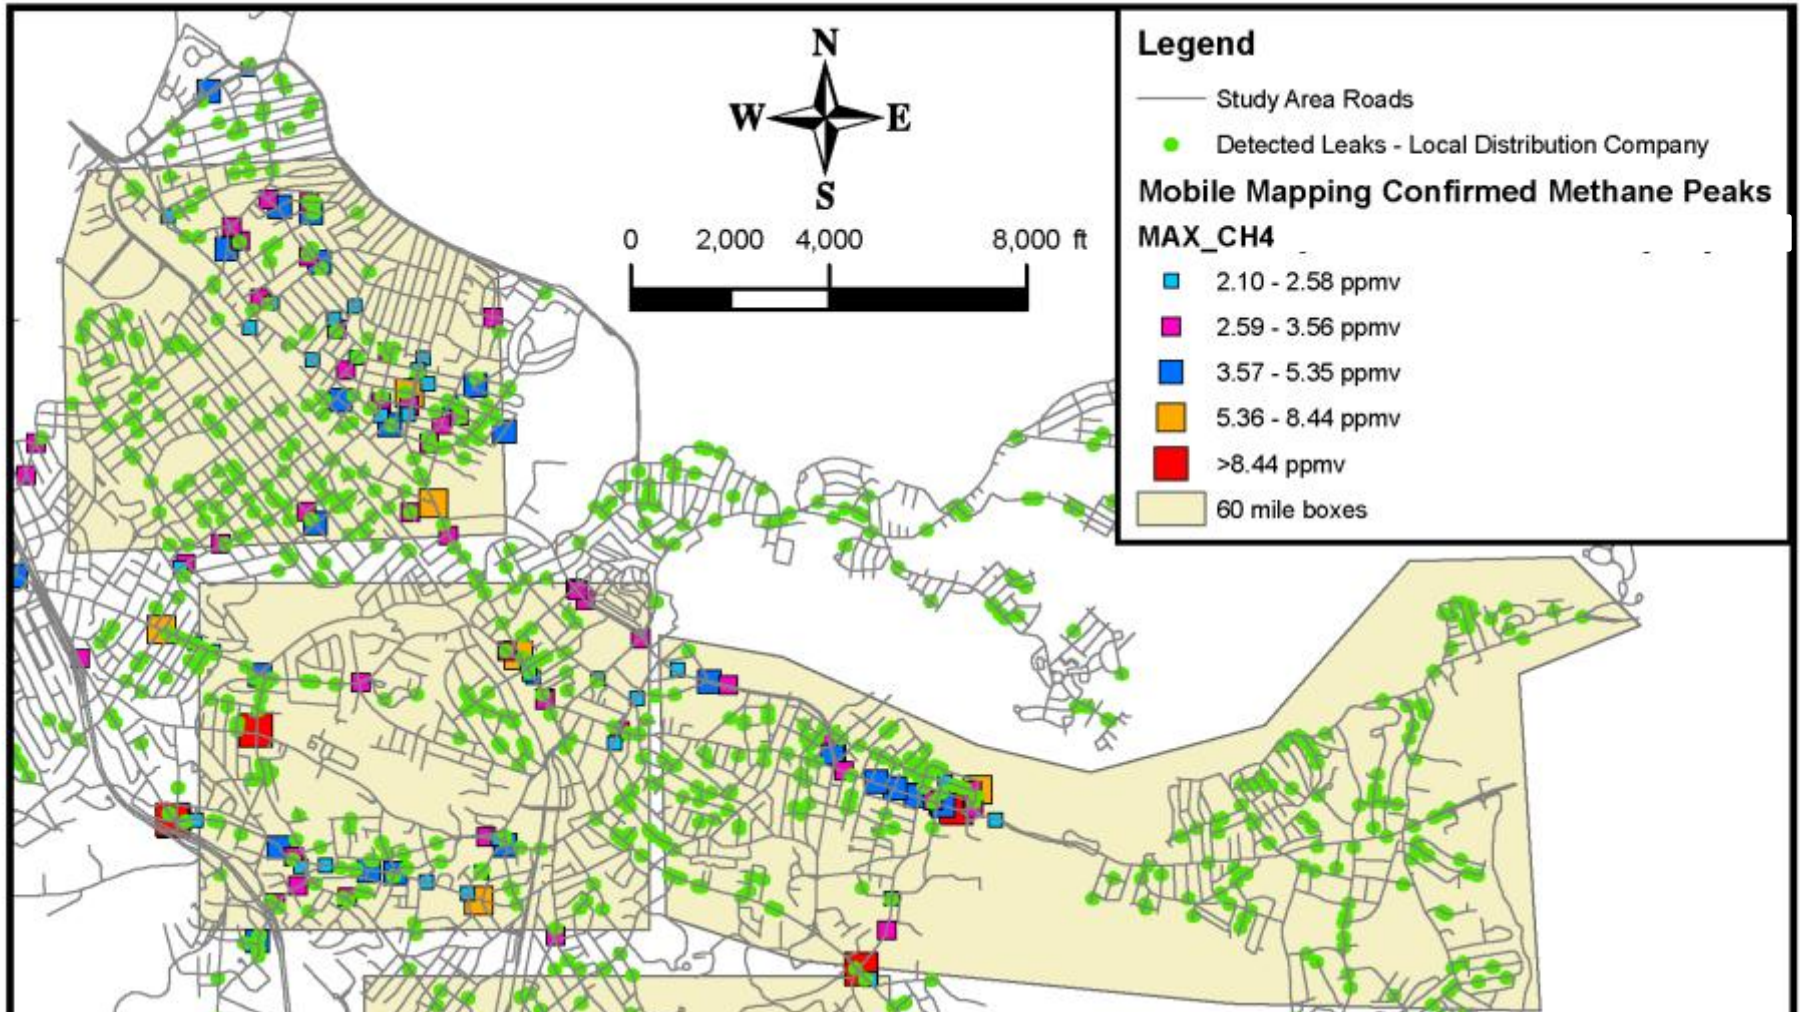 N
W E
S
0 2,000 4,000 8,000 ft
Legend
Study Area Roads
Detected Leaks - Local Distribution Company
Mobile Mapping Confirmed Methane Peaks
MAX_CH4
2.10 - 2.58 ppmv
2.59 - 3.56 ppmv
3.57 - 5.35 ppmv
5.36 - 8.44 ppmv
>8.44 ppmv
60 mile boxes